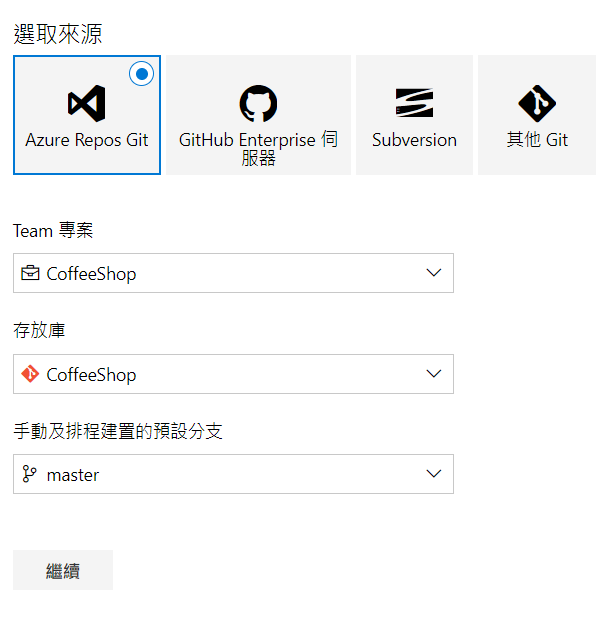 選取來源
Azure Repos Git
GitHub Enterprise 伺
服器
Subversion
其他 Git
Team 專案
CoffeeShop
存放庫
CoffeeShop
手動及排程建置的預設分支
master
繼續